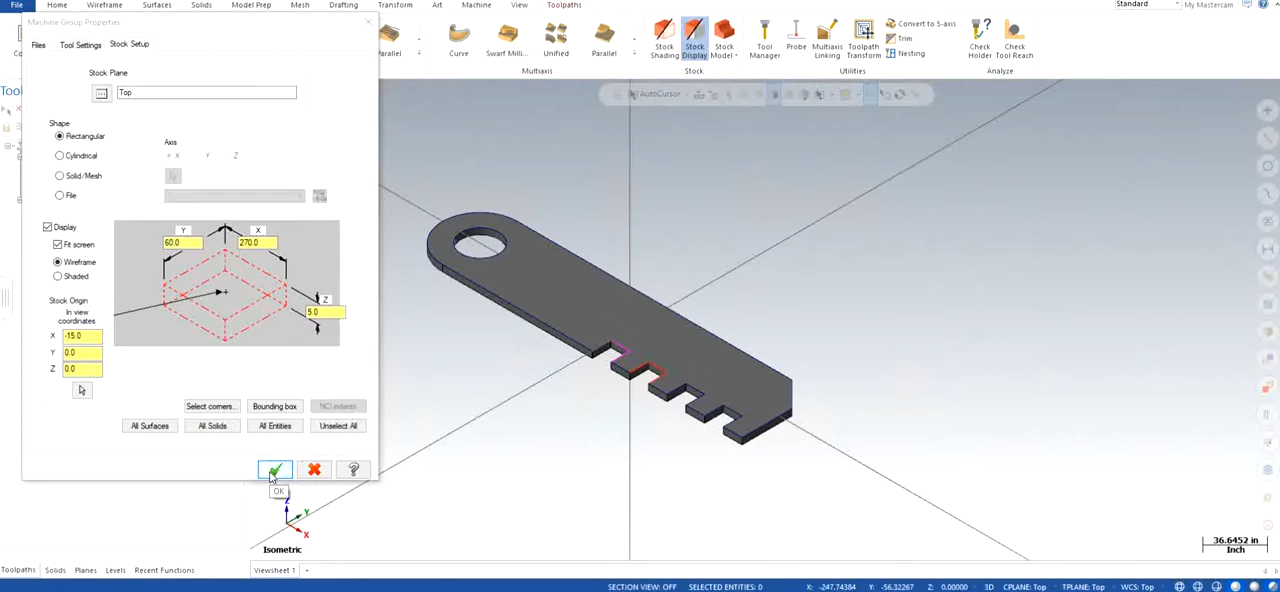 File Home Wireframe Surfaces Solids Model Prep Mesh Drafting Transform Art Machine View Toolpaths Standard My Mastercam
Machine Group Properties
Files Tool Settings Stock Setup
Parallel Curve Swarf Milli... Unified Parallel Stock Shading Stock Display Stock Model Tool Manager Probe Multiaxis Linking Toolpath Transform Convert to 5-axis Trim Nesting Check Holder Check Tool Reach
Multiaxis Stock Utilities Analyze
AutoCursor
Stock Plane
Top
Shape
Rectangular
Axis
Cylindrical X Y Z
Solid/Mesh
File
Display
Fit screen
Wireframe
Shaded
Y X
60.0 270.0
Z
5.0
Stock Origin
In view
coordinates
X -15.0
Y 0.0
Z 0.0
Select corners... Bounding box NCI extents
All Surfaces All Solids All Entities Unselect All
OK
Z Y X
Isometric
36.6452 in
Inch
Toolpaths Solids Planes Levels Recent Functions Viewsheet 1
SECTION VIEW: OFF SELECTED ENTITIES: 0 X: -247.74384 Y: -56.32267 Z: 0.00000 3D CPLANE: Top TPLANE: Top WCS: Top